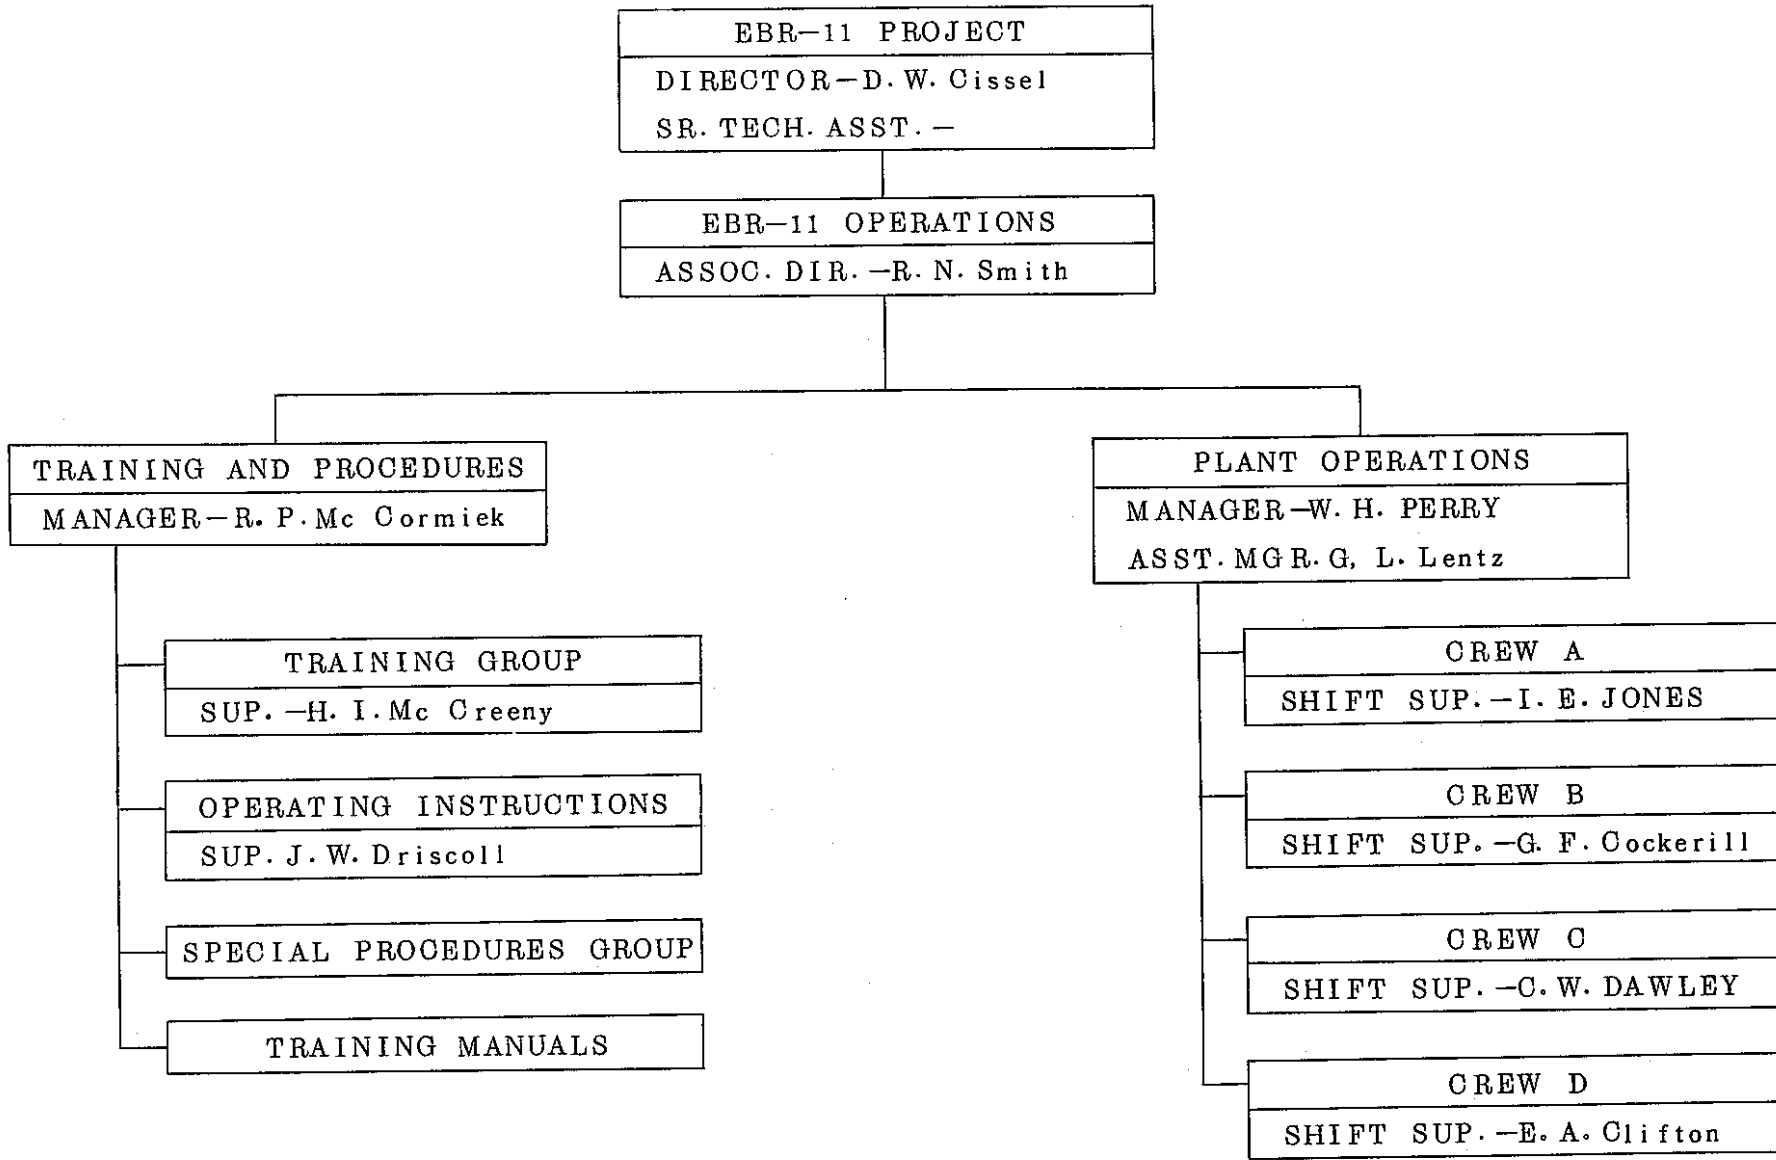 EBR-11 PROJECT
DIRECTOR-D.W. Cissel
SR. TECH. ASST. -
EBR-11 OPERATIONS
ASSOC. DIR. -R. N. Smith
TRAINING AND PROCEDURES
MANAGER-R. P. Mc Cormiek
TRAINING GROUP
SUP. -H. I. Mc Creeny
OPERATING INSTRUCTIONS
SUP. J. W. Driscoll
SPECIAL PROCEDURES GROUP
TRAINING MANUALS
PLANT OPERATIONS
MANAGER-W. H. PERRY
ASST. MGR. G, L. Lentz
CREW A
SHIFT SUP. -I. E. JONES
CREW B
SHIFT SUP. -G. F. Cockerill
CREW C
SHIFT SUP. -C. W. DAWLEY
CREW D
SHIFT SUP. -E. A. Clifton